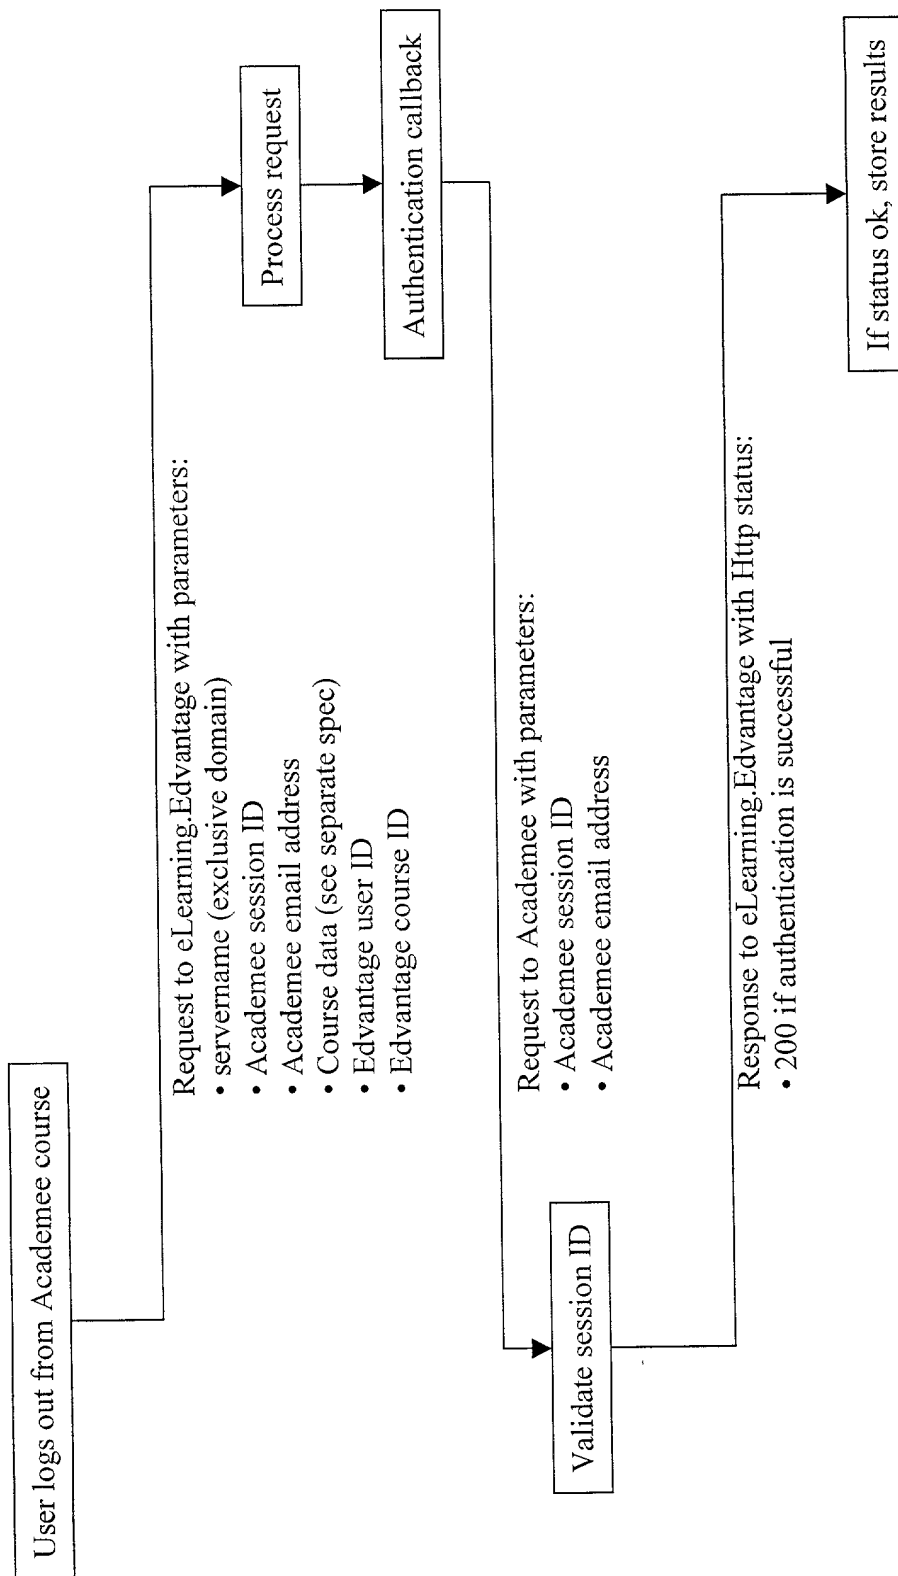 User logs out from Academee course
Request to eLearning.Edvantage with parameters:
• servername (exclusive domain)
• Academee session ID
• Academee email address
• Course data (see separate spec)
• Edvantage user ID
• Edvantage course ID
Process request
Authentication callback
Request to Academee with parameters:
• Academee session ID
• Academee email address
Validate session ID
Response to eLearning.Edvantage with Http status:
• 200 if authentication is successful
If status ok, store results